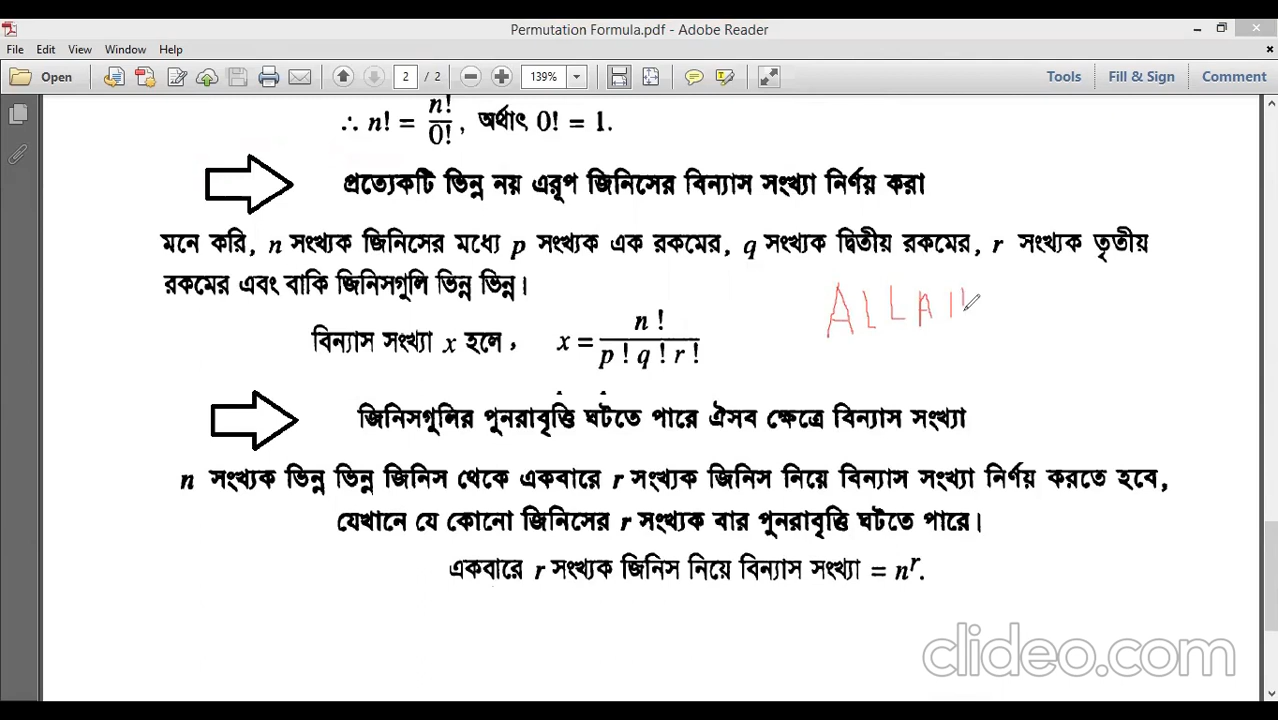 Permutation Formula.pdf - Adobe Reader
File Edit View Window Help
Open 2 / 2 139% Tools Fill & Sign Comment
∴ n! = n!/0!, অর্থাৎ 0! = 1.
প্রত্যেকটি ভিন্ন নয় এরূপ জিনিসের বিন্যাস সংখ্যা নির্ণয় করা
মনে করি, n সংখ্যক জিনিসের মধ্যে p সংখ্যক এক রকমের, q সংখ্যক দ্বিতীয় রকমের, r সংখ্যক তৃতীয়
রকমের এবং বাকি জিনিসগুলি ভিন্ন ভিন্ন।
ALLA
বিন্যাস সংখ্যা x হলে, x = n!/p! q! r!
জিনিসগুলির পুনরাবৃত্তি ঘটতে পারে ঐসব ক্ষেত্রে বিন্যাস সংখ্যা
n সংখ্যক ভিন্ন ভিন্ন জিনিস থেকে একবারে r সংখ্যক জিনিস নিয়ে বিন্যাস সংখ্যা নির্ণয় করতে হবে,
যেখানে যে কোনো জিনিসের r সংখ্যক বার পুনরাবৃত্তি ঘটতে পারে।
একবারে r সংখ্যক জিনিস নিয়ে বিন্যাস সংখ্যা = nʳ.
clideo.com